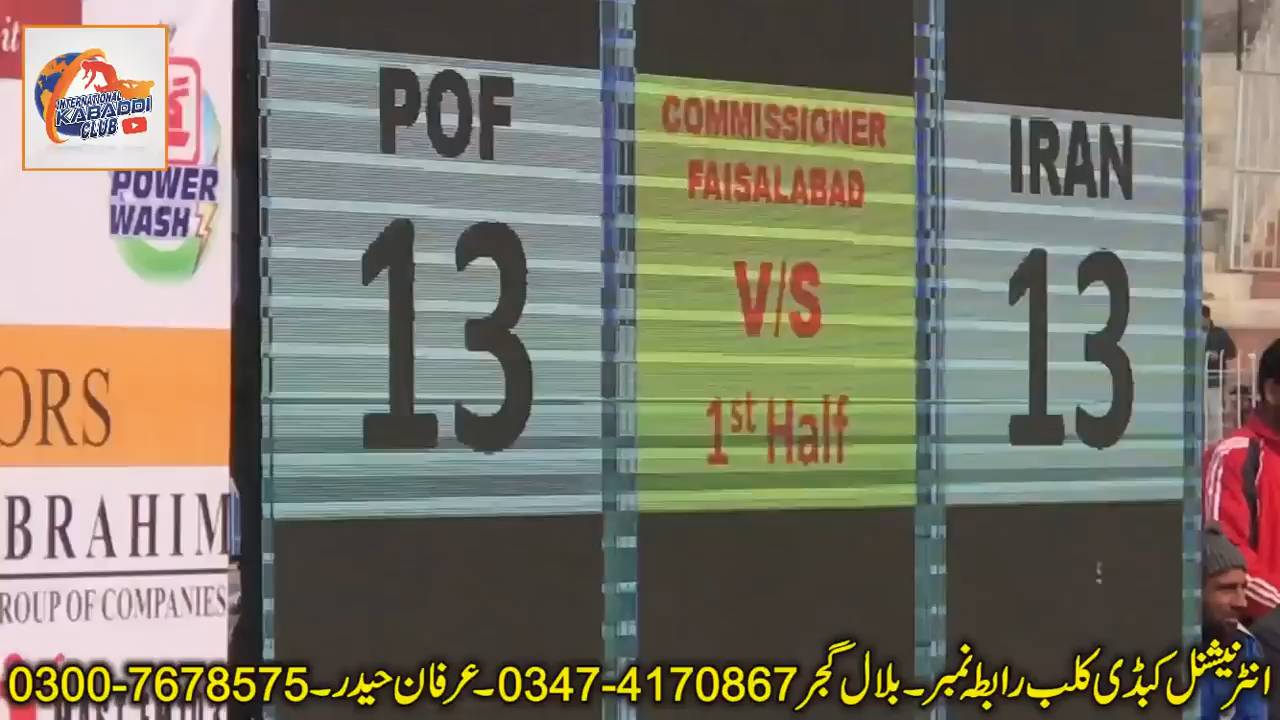 INTERNATIONAL
KABADDI
CLUB
POWER
WASH
ORS
BRAHIM
ROUP OF COMPANIES
POF
13
COMMISSIONER
FAISALABAD
V/S
1st Half
IRAN
13
انٹرنیشنل کبڈی کلب رابطہ نمبر۔ بلال گجر 0347-4170867۔ عرفان حیدر۔ 0300-7678575